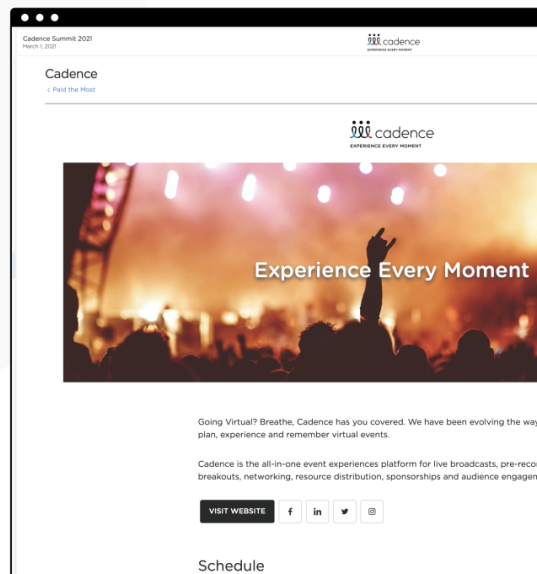 Cadence Summit 2021
March 1, 2021
cadence
EXPERIENCE EVERY MOMENT
Cadence
< Paid the Most
cadence
EXPERIENCE EVERY MOMENT
Experience Every Moment
Going Virtual? Breathe, Cadence has you covered. We have been evolving the way
plan, experience and remember virtual events.
Cadence is the all-in-one event experiences platform for live broadcasts, pre-reco
breakouts, networking, resource distribution, sponsorships and audience engagen
VISIT WEBSITE
Schedule